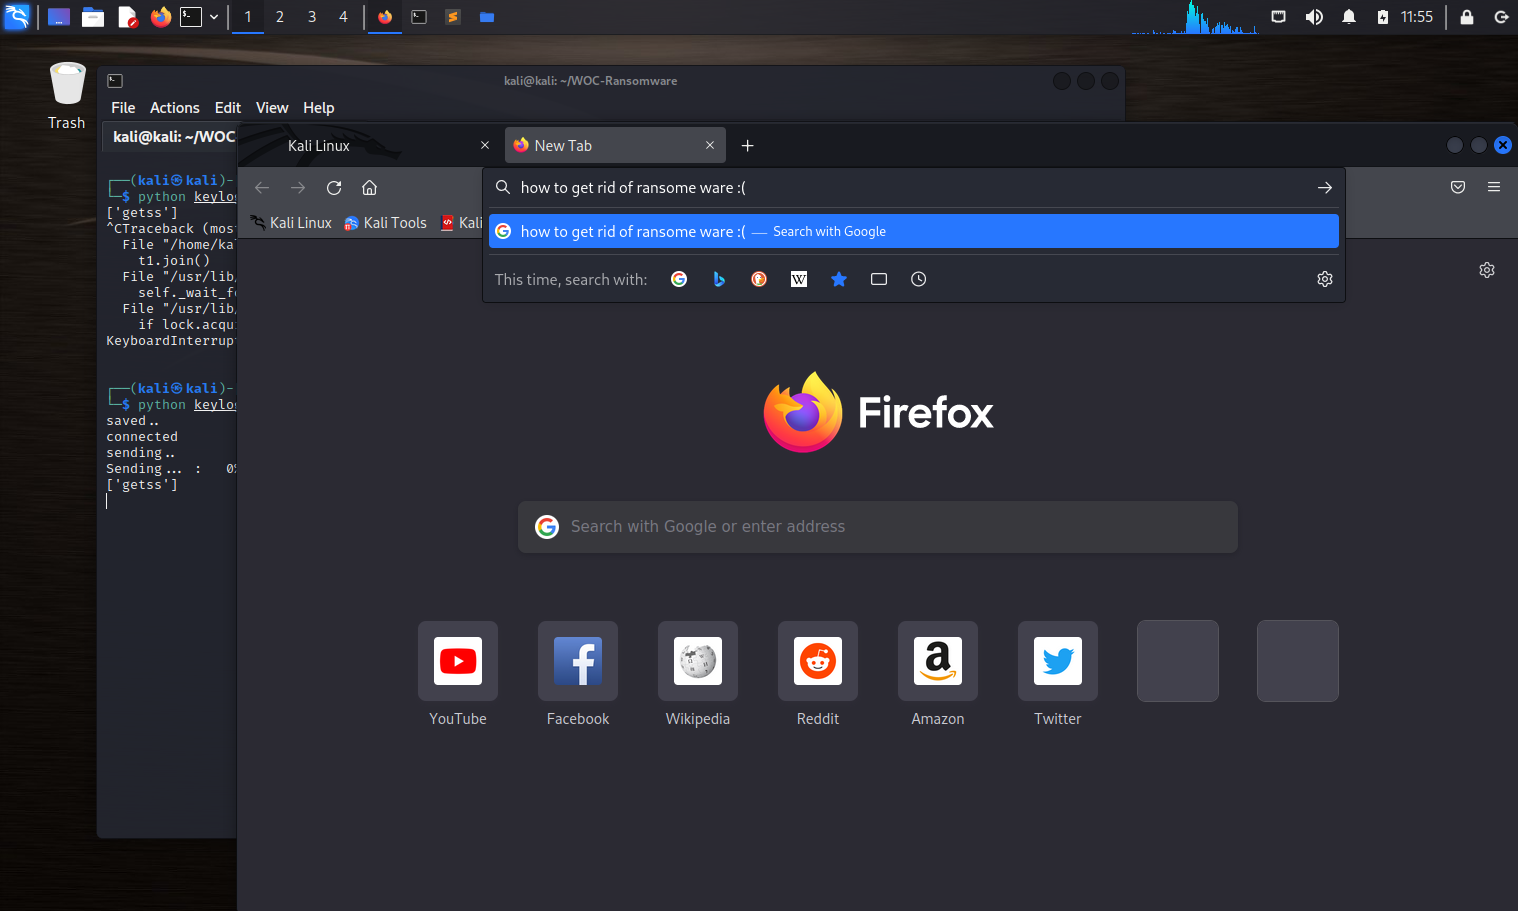 1 2 3 4
11:55
Trash
kali@kali: ~/WOC-Ransomware
File Actions Edit View Help
kali@kali: ~/WOC
Kali Linux
New Tab
how to get rid of ransome ware :(
Kali Linux
Kali Tools
Kali
how to get rid of ransome ware :( — Search with Google
This time, search with:
┌──(kali㉿kali)-
└─$ python keylo
['getss']
^CTraceback (mos
File "/home/ka
t1.join()
File "/usr/lib
self._wait_f
File "/usr/lib
if lock.acqu
KeyboardInterrup
┌──(kali㉿kali)-
└─$ python keylo
saved..
connected
sending..
Sending... : 0
['getss']
Firefox
Search with Google or enter address
YouTube
Facebook
Wikipedia
Reddit
Amazon
Twitter